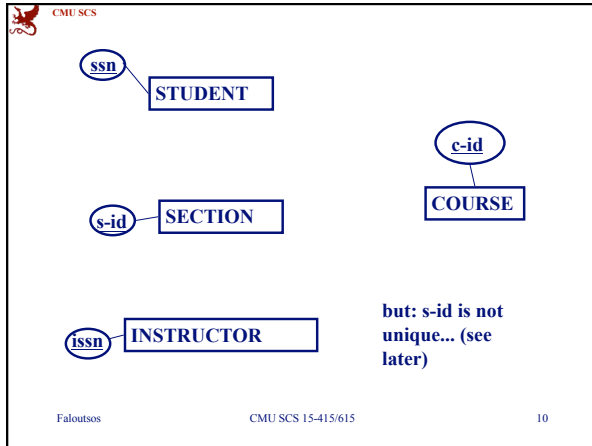 CMU SCS
ssn
STUDENT
c-id
COURSE
s-id
SECTION
issn
INSTRUCTOR
but: s-id is not
unique... (see
later)
Faloutsos
CMU SCS 15-415/615
10